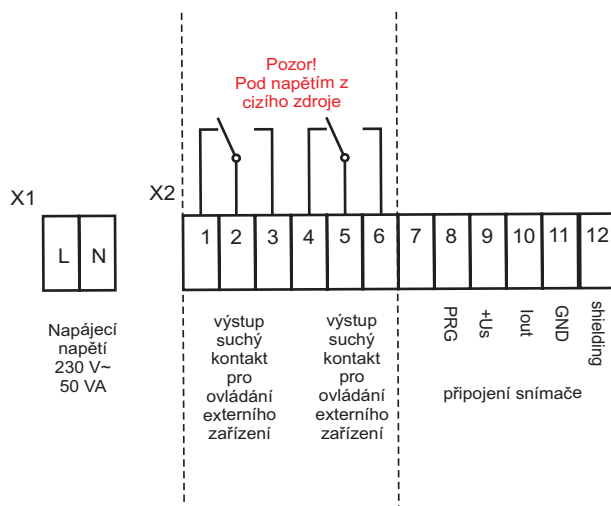 Pozor!
Pod napětím z
cizího zdroje
X1
X2
L N
1 2 3 4 5 6 7 8 9 10 11 12
PRG
+Us
Iout
GND
shielding
Napájecí
napětí
230 V~
50 VA
výstup
suchý
kontakt
pro
ovládání
externího
zařízení
výstup
suchý
kontakt
pro
ovládání
externího
zařízení
připojení snímače